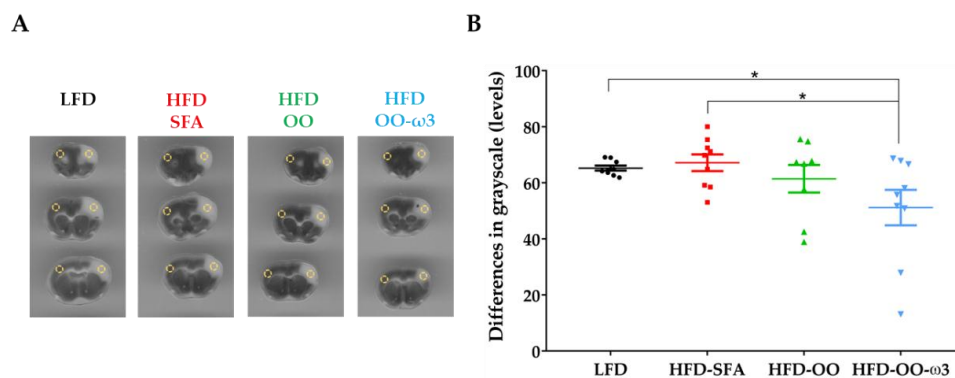 A
LFD
HFD
SFA
HFD
OO
HFD
OO-ω3
B
Differences in grayscale (levels)
100
80
60
40
20
0
*
*
LFD
HFD-SFA
HFD-OO
HFD-OO-ω3